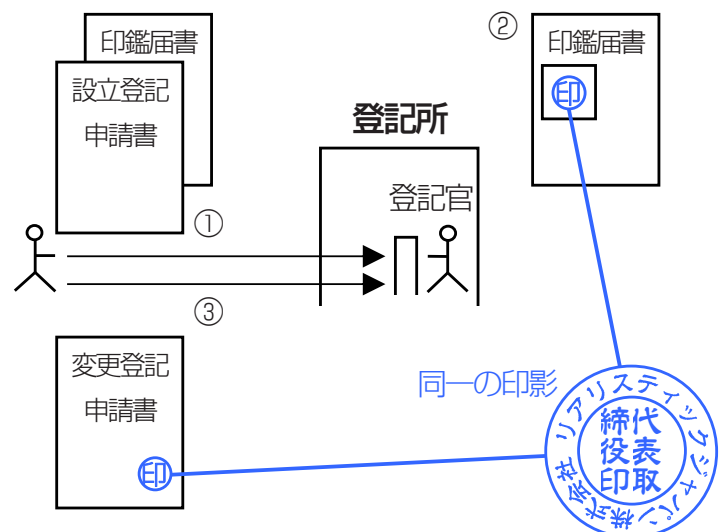 印鑑届書
設立登記
申請書
①
登記所
登記官
②
印鑑届書
印
③
変更登記
申請書
印
同一の印影
リアリスティックジャパン株式会社
代表取
締役印